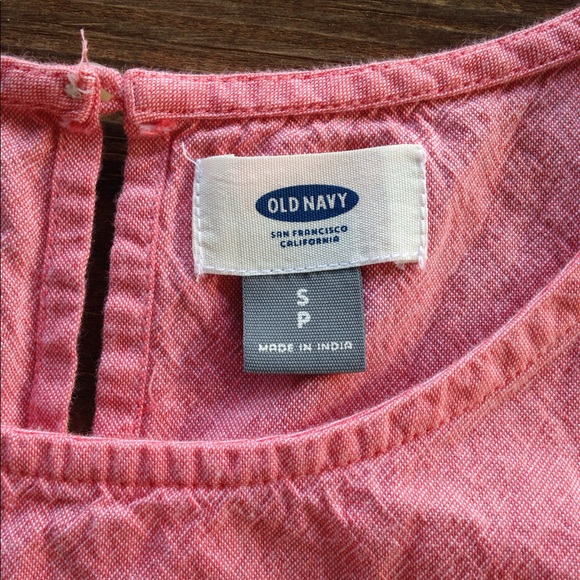 OLD NAVY
SAN FRANCISCO
CALIFORNIA
S
P
MADE IN INDIA